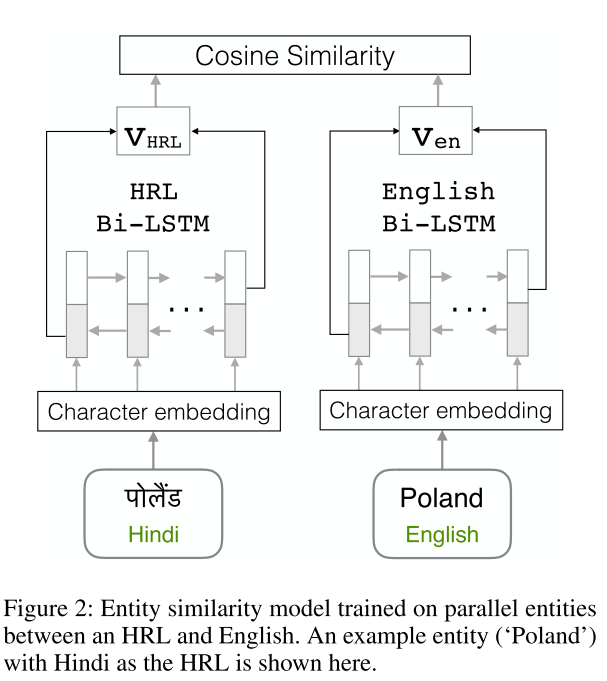 Cosine Similarity
V HRL
V en
HRL
Bi-LSTM
English
Bi-LSTM
...
...
Character embedding
Character embedding
पोलैंड
Hindi
Poland
English
Figure 2: Entity similarity model trained on parallel entities
between an HRL and English. An example entity (‘Poland’)
with Hindi as the HRL is shown here.